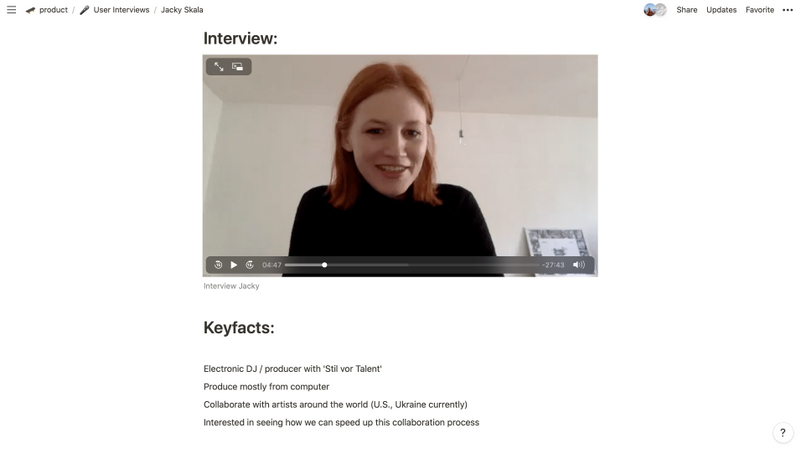 product / User Interviews / Jacky Skala
Share Updates Favorite
Interview:
04:47 -27:43
Interview Jacky
Keyfacts:
Electronic DJ / producer with 'Stil vor Talent'
Produce mostly from computer
Collaborate with artists around the world (U.S., Ukraine currently)
Interested in seeing how we can speed up this collaboration process
?